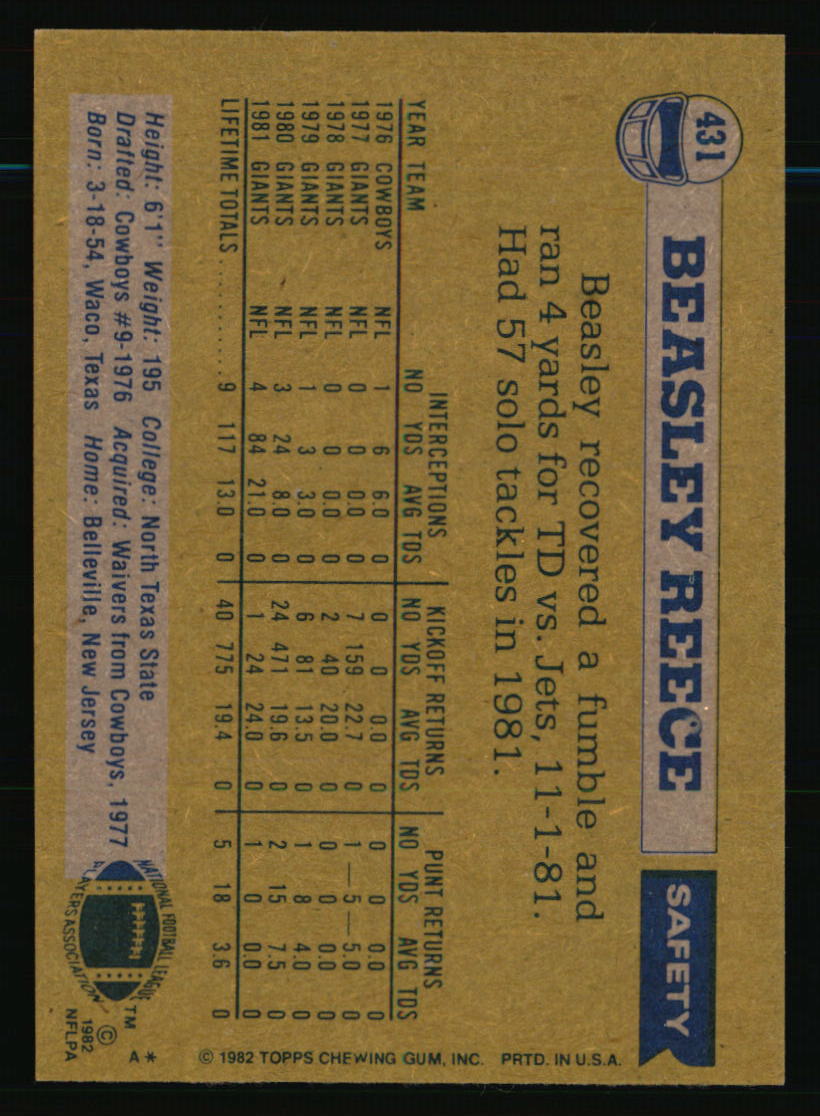 431
BEASLEY REECE
SAFETY
Beasley recovered a fumble and
ran 4 yards for TD vs. Jets, 11-1-81.
Had 57 solo tackles in 1981.
INTERCEPTIONS KICKOFF RETURNS PUNT RETURNS
YEAR TEAM NO YDS AVG TDS NO YDS AVG TDS NO YDS AVG TDS
1976 COWBOYS NFL 1 6 6.0 0 0 0 0.0 0 0 0 0.0 0
1977 GIANTS NFL 0 0 0.0 0 7 159 22.7 0 1 —5 —5.0 0
1978 GIANTS NFL 0 0 0.0 0 2 40 20.0 0 0 0 0.0 0
1979 GIANTS NFL 1 3 3.0 0 6 81 13.5 0 1 8 4.0 0
1980 GIANTS NFL 3 24 8.0 0 24 471 19.6 0 2 15 7.5 0
1981 GIANTS NFL 4 84 21.0 0 1 24 24.0 0 1 0 0.0 0
LIFETIME TOTALS .......... 9 117 13.0 0 40 775 19.4 0 5 18 3.6 0
Height: 6'1" Weight: 195 College: North Texas State
Drafted: Cowboys #9-1976 Acquired: Waivers from Cowboys, 1977
Born: 3-18-54, Waco, Texas Home: Belleville, New Jersey
NATIONAL FOOTBALL LEAGUE
PLAYERS ASSOCIATION
TM
©
1982
NFLPA
A*
© 1982 TOPPS CHEWING GUM, INC. PRTD. IN U.S.A.